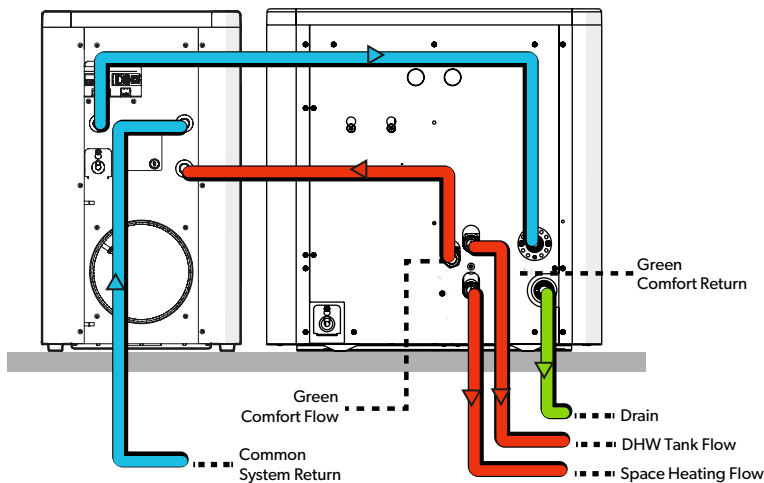 Green
Comfort Return
Green
Comfort Flow
Drain
DHW Tank Flow
Common
System Return
Space Heating Flow